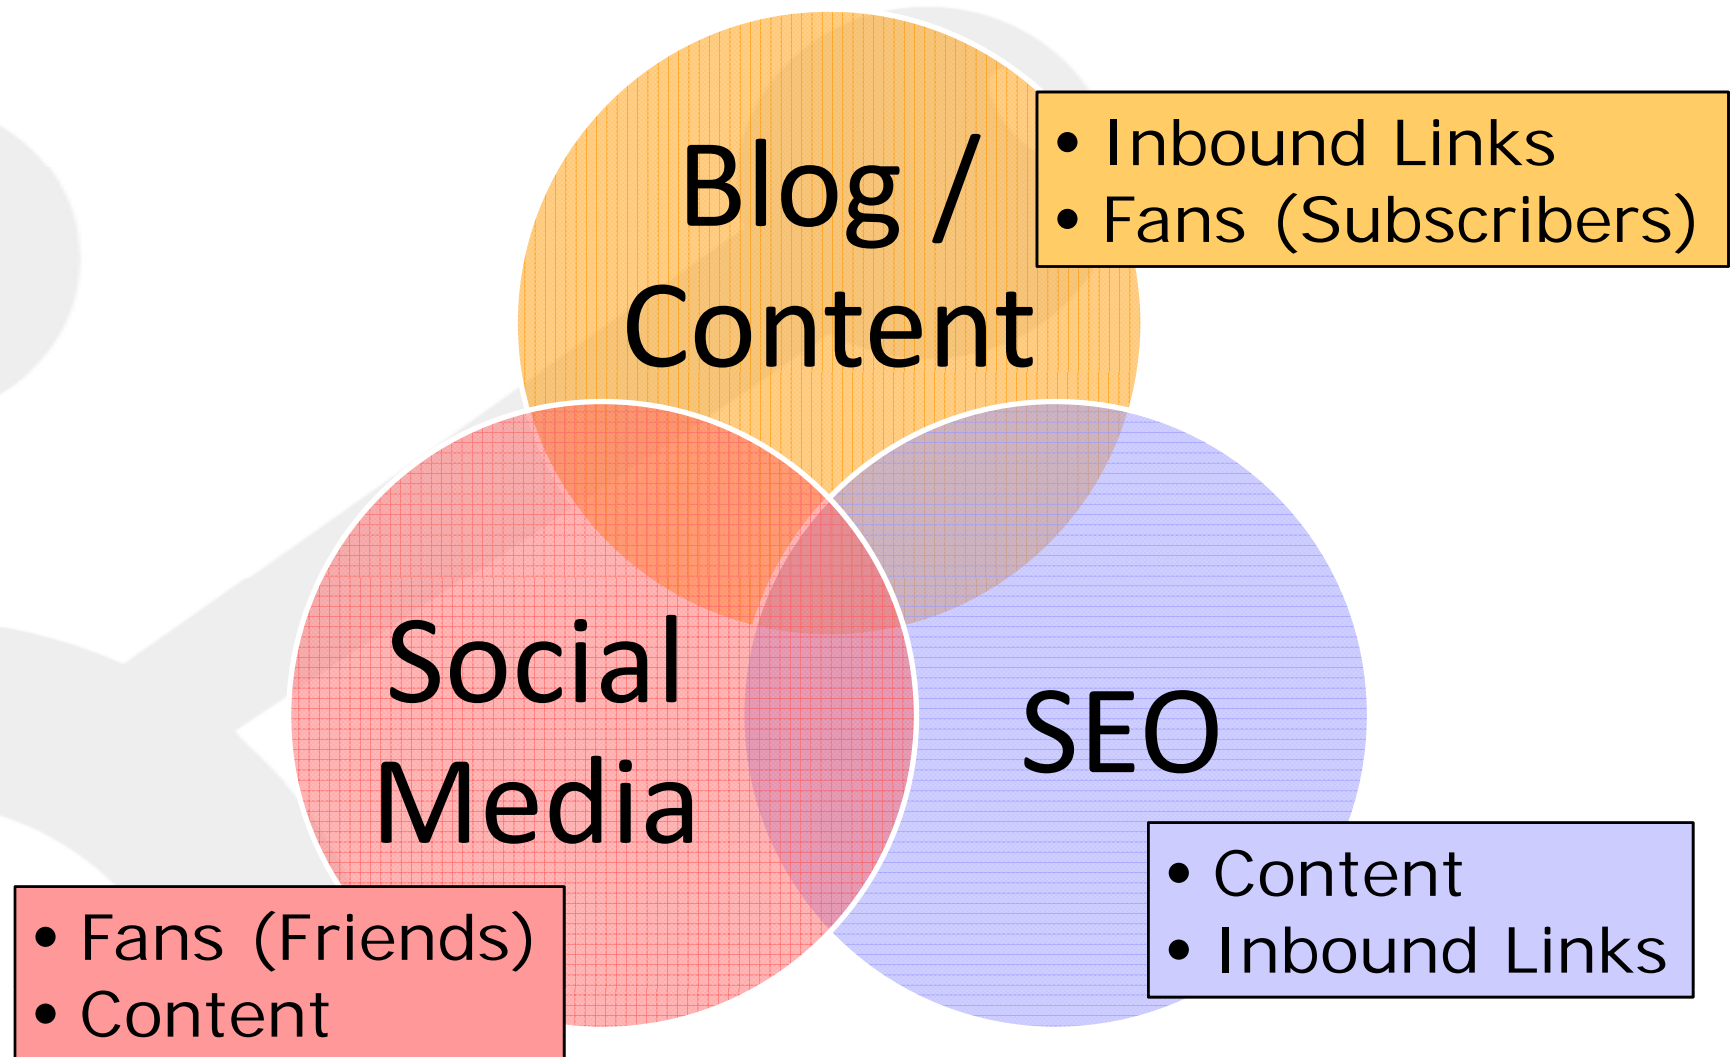 Blog /
Content
• Inbound Links
• Fans (Subscribers)
Social
Media
SEO
• Content
• Inbound Links
• Fans (Friends)
• Content